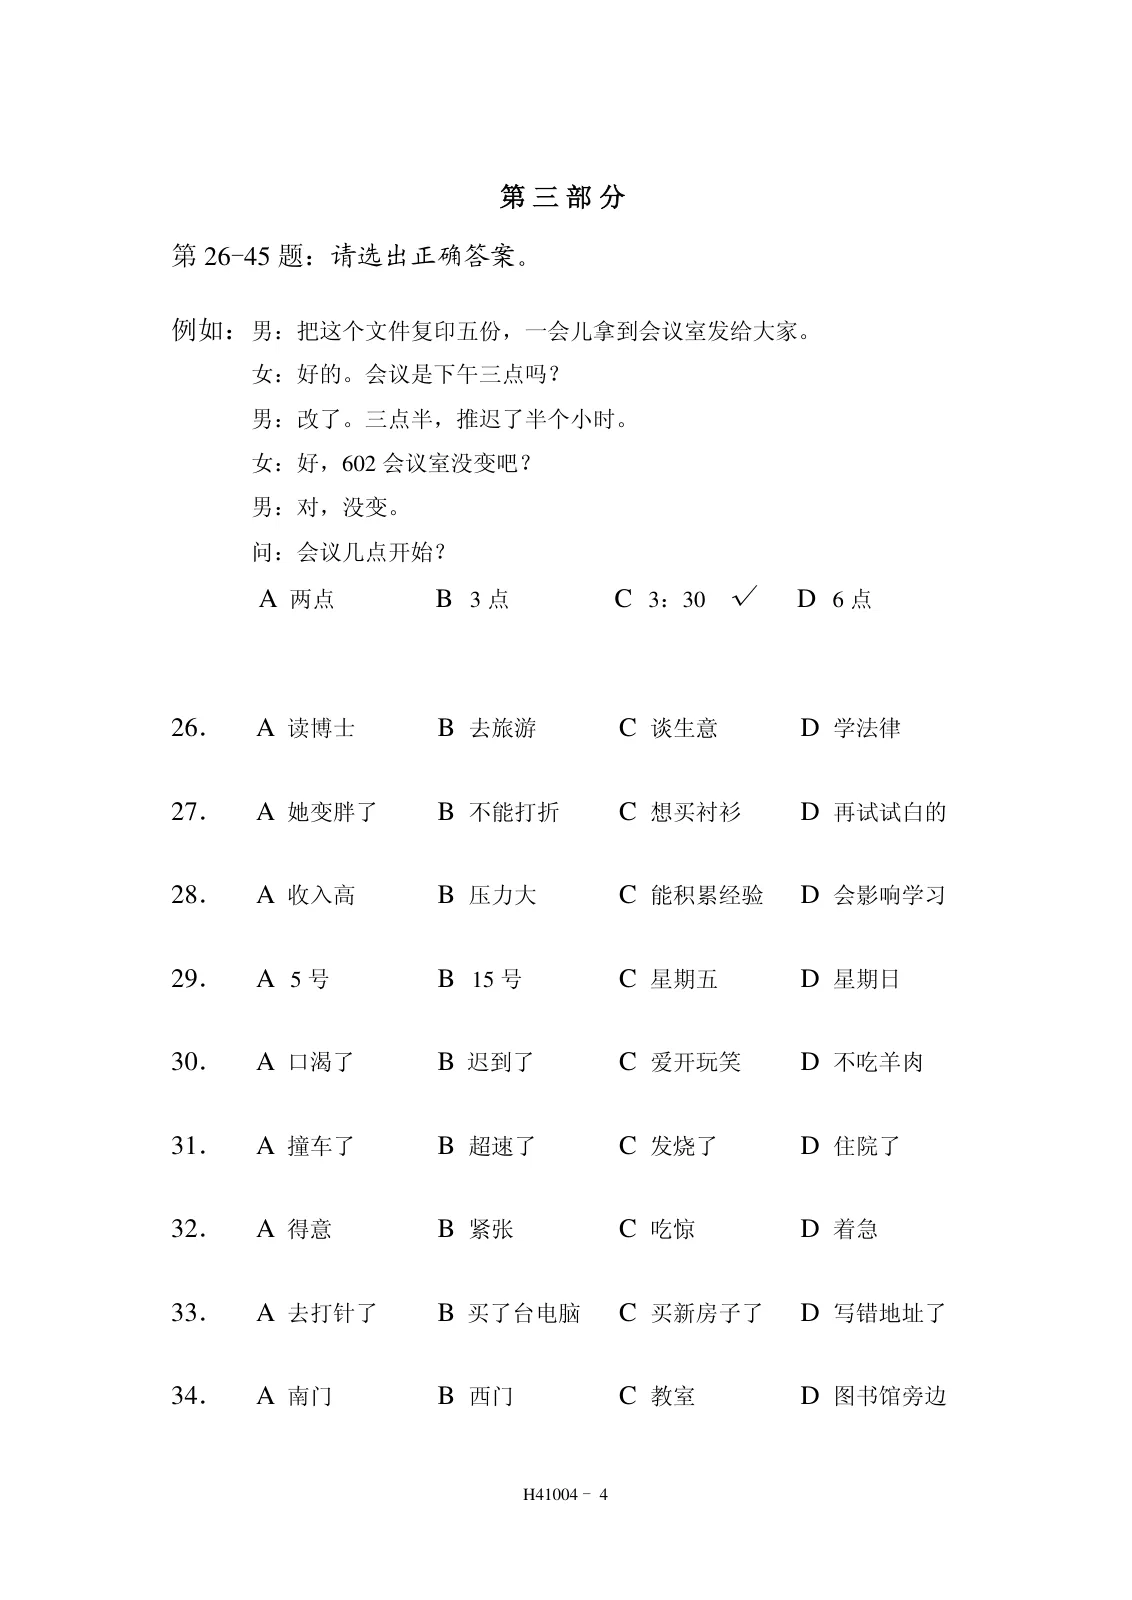 第三部分
第 26-45 题：请选出正确答案。
例如：男：把这个文件复印五份，一会儿拿到会议室发给大家。
女：好的。会议是下午三点吗？
男：改了。三点半，推迟了半个小时。
女：好，602 会议室没变吧？
男：对，没变。
问：会议几点开始？
A 两点 B 3 点 C 3：30 ✓ D 6 点
26． A 读博士 B 去旅游 C 谈生意 D 学法律
27． A 她变胖了 B 不能打折 C 想买衬衫 D 再试试白的
28． A 收入高 B 压力大 C 能积累经验 D 会影响学习
29． A 5 号 B 15 号 C 星期五 D 星期日
30． A 口渴了 B 迟到了 C 爱开玩笑 D 不吃羊肉
31． A 撞车了 B 超速了 C 发烧了 D 住院了
32． A 得意 B 紧张 C 吃惊 D 着急
33． A 去打针了 B 买了台电脑 C 买新房子了 D 写错地址了
34． A 南门 B 西门 C 教室 D 图书馆旁边
H41004 - 4